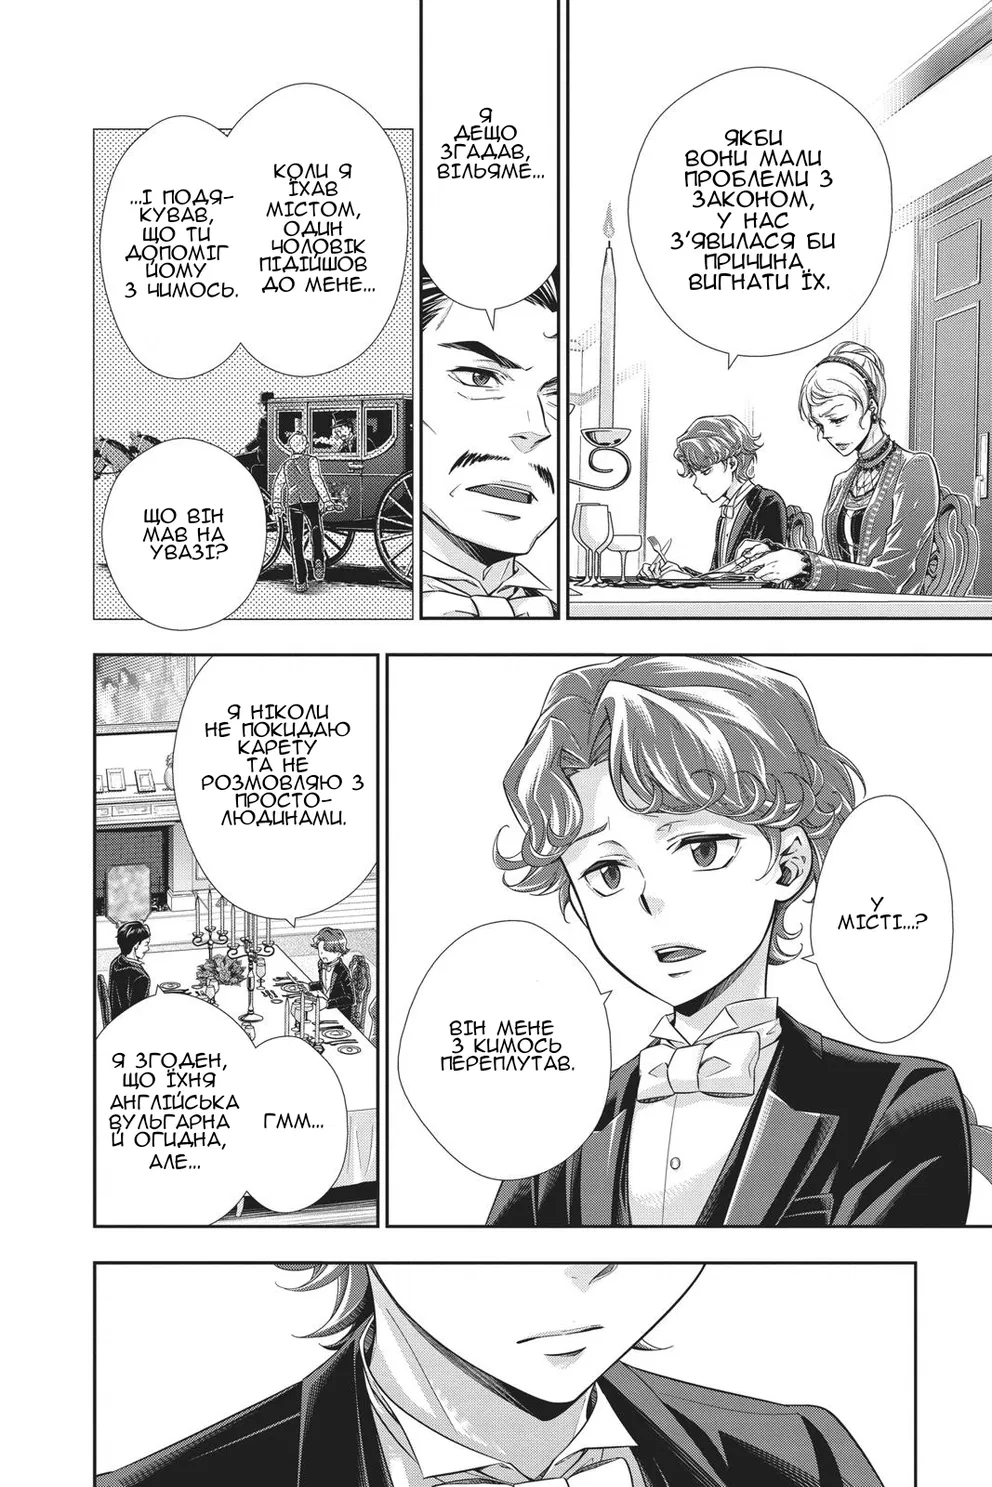 ЯКБИ
ВОНИ МАЛИ
ПРОБЛЕМИ З
ЗАКОНОМ,
У НАС
З'ЯВИЛАСЯ БИ
ПРИЧИНА
ВИГНАТИ ЇХ.
Я
ДЕЩО
ЗГАДАВ,
ВІЛЬЯМЕ...
КОЛИ Я
ЇХАВ
МІСТОМ,
ОДИН
ЧОЛОВІК
ПІДІЙШОВ
ДО МЕНЕ...
...І ПОДЯ-
КУВАВ,
ЩО ТИ
ДОПОМІГ
ЙОМУ
З ЧИМОСЬ.
ЩО ВІН
МАВ НА
УВАЗІ?
У
МІСТІ...?
ВІН МЕНЕ
З КИМОСЬ
ПЕРЕПЛУТАВ.
Я НІКОЛИ
НЕ ПОКИДАЮ
КАРЕТУ
ТА НЕ
РОЗМОВЛЯЮ З
ПРОСТО-
ЛЮДИНАМИ.
ГММ...
Я ЗГОДЕН,
ЩО ЇХНЯ
АНГЛІЙСЬКА
ВУЛЬГАРНА
Й ОГИДНА,
АЛЕ...